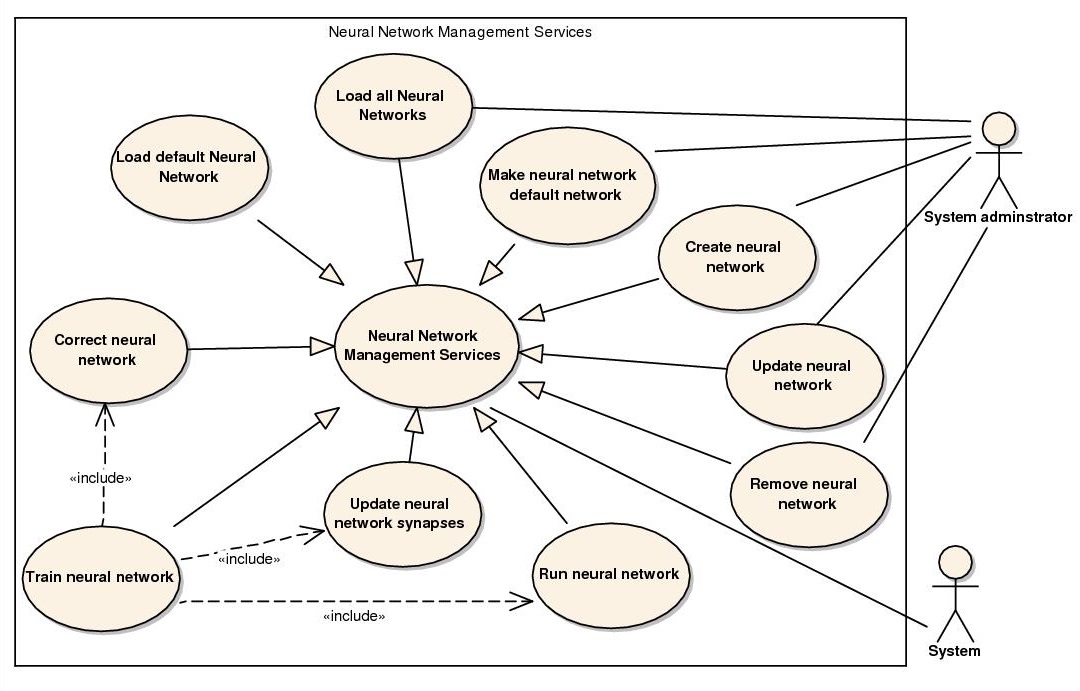 Neural Network Management Services
Load all Neural
Networks
Load default Neural
Network
Make neural network
default network
System adminstrator
Create neural
network
Correct neural
network
Neural Network
Management Services
Update neural
network
«include»
Remove neural
network
Update neural
network synapses
«include»
Train neural network
Run neural network
«include»
System